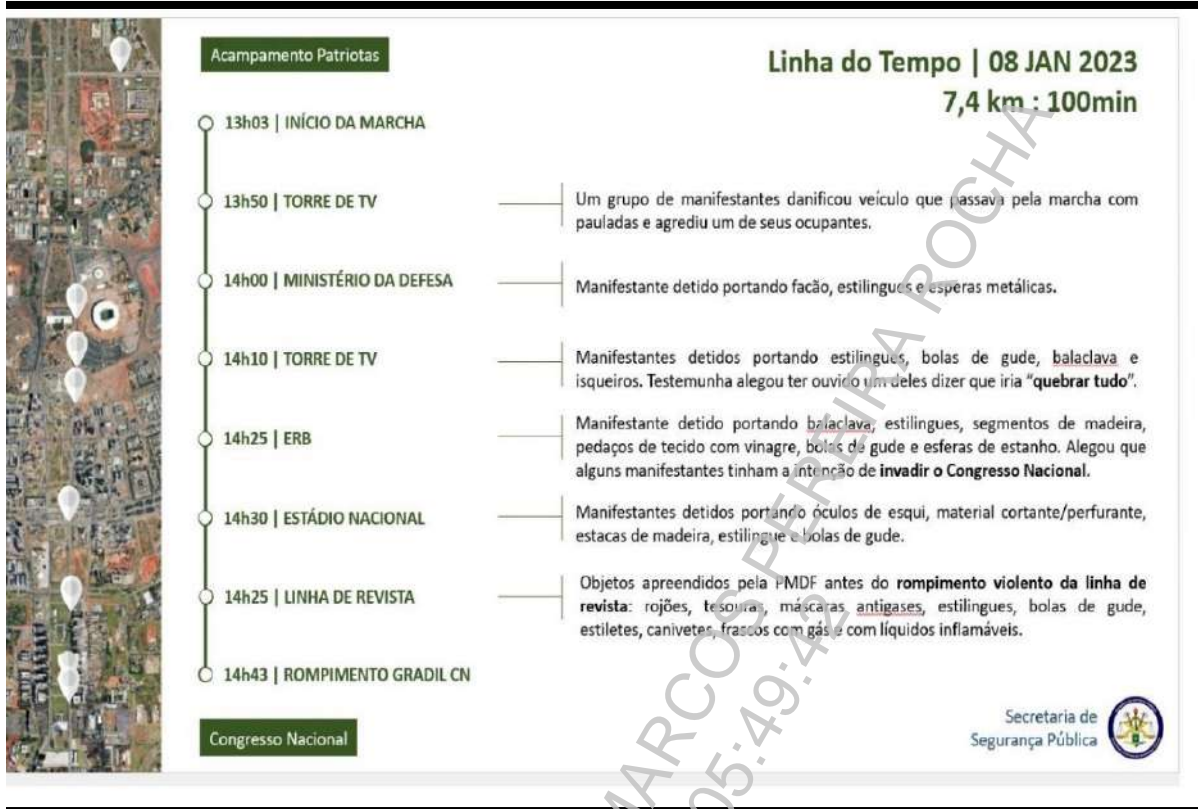 Acampamento Patriotas
Linha do Tempo | 08 JAN 2023
7,4 km : 100min
13h03 | INÍCIO DA MARCHA
13h50 | TORRE DE TV
Um grupo de manifestantes danificou veículo que passava pela marcha com
pauladas e agrediu um de seus ocupantes.
14h00 | MINISTÉRIO DA DEFESA
Manifestante detido portando facão, estilingues e esperas metálicas.
14h10 | TORRE DE TV
Manifestantes detidos portando estilingues, bolas de gude, balaclava e
isqueiros. Testemunha alegou ter ouvido um deles dizer que iria “quebrar tudo”.
14h25 | ERB
Manifestante detido portando balaclava, estilingues, segmentos de madeira,
pedaços de tecido com vinagre, bolas de gude e esferas de estanho. Alegou que
alguns manifestantes tinham a intenção de invadir o Congresso Nacional.
14h30 | ESTÁDIO NACIONAL
Manifestantes detidos portando óculos de esqui, material cortante/perfurante,
estacas de madeira, estilingue e bolas de gude.
14h25 | LINHA DE REVISTA
Objetos apreendidos pela PMDF antes do rompimento violento da linha de
revista: rojões, tesouras, máscaras antigases, estilingues, bolas de gude,
estiletes, canivetes, frascos com gás e com líquidos inflamáveis.
14h43 | ROMPIMENTO GRADIL CN
Congresso Nacional
Secretaria de
Segurança Pública
MARCOS PEREIRA ROCHA
05:49:42